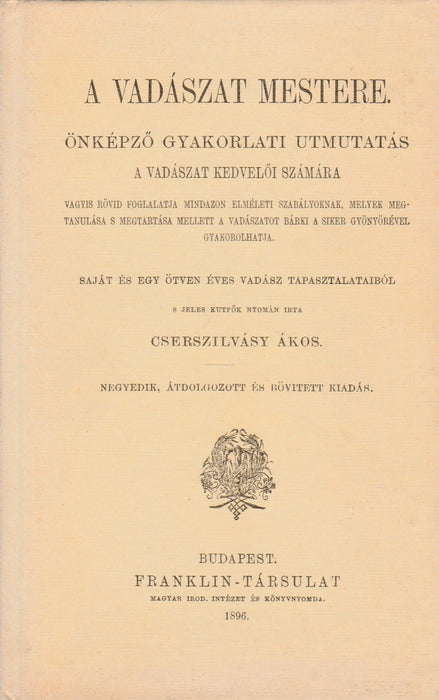 A VADÁSZAT MESTERE.
ÖNKÉPZŐ GYAKORLATI UTMUTATÁS
A VADÁSZAT KEDVELŐI SZÁMÁRA
VAGYIS RÖVID FOGLALATJA MINDAZON ELMÉLETI SZABÁLYOKNAK, MELYEK MEG-
TANULÁSA S MEGTARTÁSA MELLETT A VADÁSZATOT BÁRKI A SIKER GYÖNYÖRÉVEL
GYAKOROLHATJA.
SAJÁT ÉS EGY ÖTVEN ÉVES VADÁSZ TAPASZTALATAIBÓL
S JELES KUTFŐK NYOMÁN IRTA
CSERSZILVÁSY ÁKOS.
NEGYEDIK, ÁTDOLGOZOTT ÉS BŐVITETT KIADÁS.
BUDAPEST.
FRANKLIN-TÁRSULAT
MAGYAR IROD. INTÉZET ÉS KÖNYVNYOMDA.
1896.